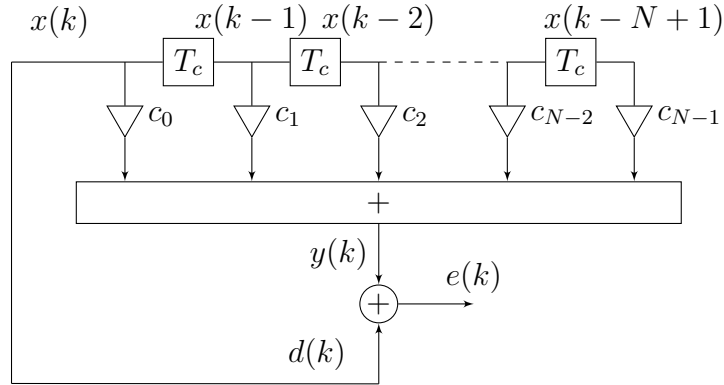 x(k) x(k − 1) x(k − 2) x(k − N + 1)
T_c T_c T_c
c_0 c_1 c_2 c_{N−2} c_{N−1}
+
y(k)
e(k)
+
d(k)